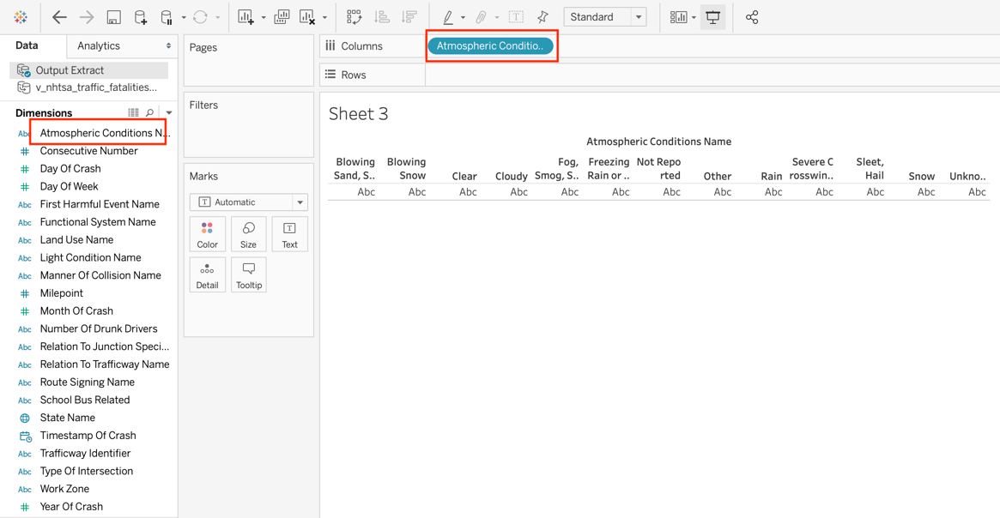 Standard
Data
Analytics
Output Extract
v_nhtsa_traffic_fatalities...
Dimensions
Abc Atmospheric Conditions N...
# Consecutive Number
# Day Of Crash
# Day Of Week
Abc First Harmful Event Name
Abc Functional System Name
Abc Land Use Name
Abc Light Condition Name
Abc Manner Of Collision Name
# Milepoint
# Month Of Crash
Abc Number Of Drunk Drivers
Abc Relation To Junction Speci...
Abc Relation To Trafficway Name
Abc Route Signing Name
Abc School Bus Related
State Name
Timestamp Of Crash
Abc Trafficway Identifier
Abc Type Of Intersection
Abc Work Zone
# Year Of Crash
Pages
Filters
Marks
T Automatic
Color Size Text
Detail Tooltip
Columns
Atmospheric Conditio..
Rows
Sheet 3
Atmospheric Conditions Name
Blowing Blowing Fog, Freezing Not Repo Severe C Sleet,
Sand, S.. Snow Clear Cloudy Smog, S.. Rain or .. rted Other Rain rosswin.. Hail Snow Unkno..
Abc Abc Abc Abc Abc Abc Abc Abc Abc Abc Abc Abc Abc